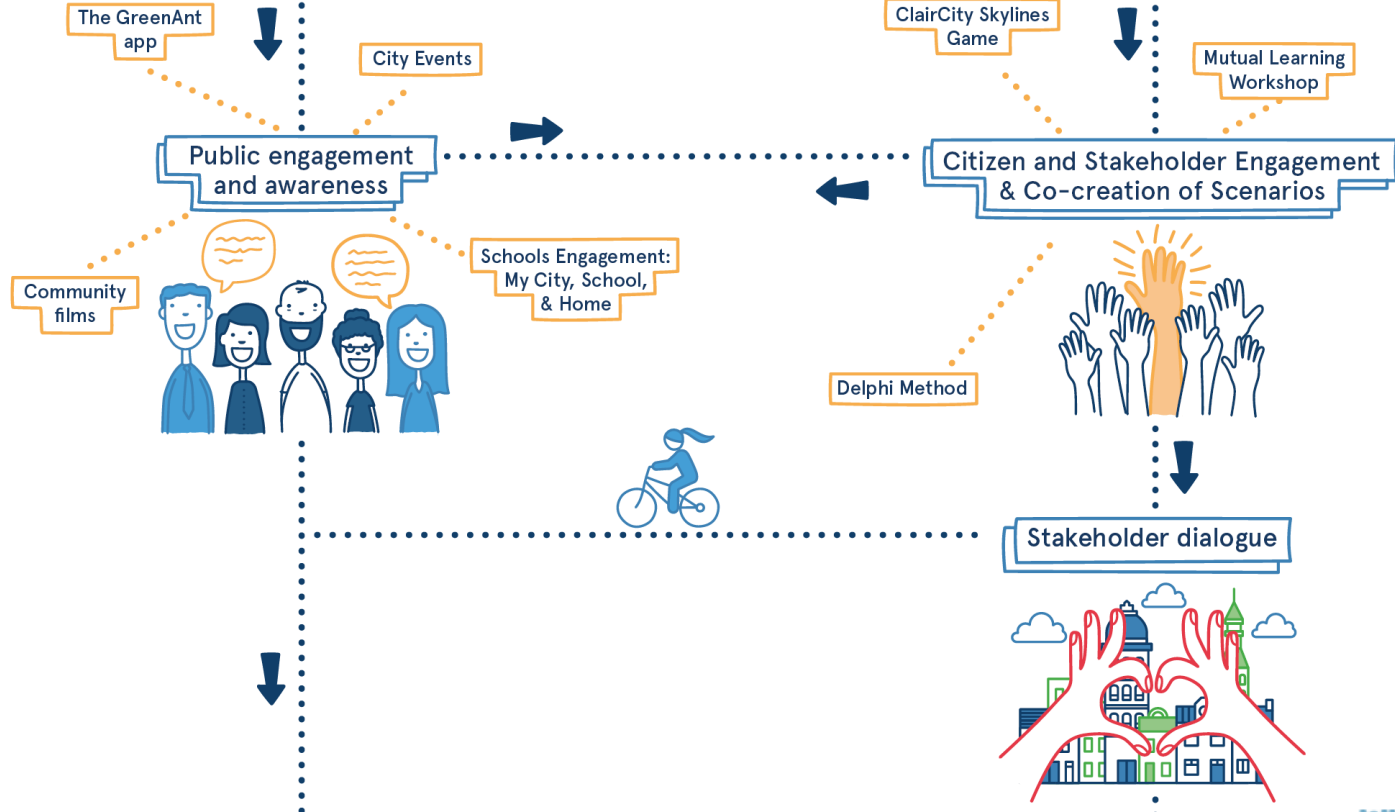 The GreenAnt
app
City Events
ClairCity Skylines
Game
Mutual Learning
Workshop
Public engagement
and awareness
Citizen and Stakeholder Engagement
& Co-creation of Scenarios
Community
films
Schools Engagement:
My City, School,
& Home
Delphi Method
Stakeholder dialogue